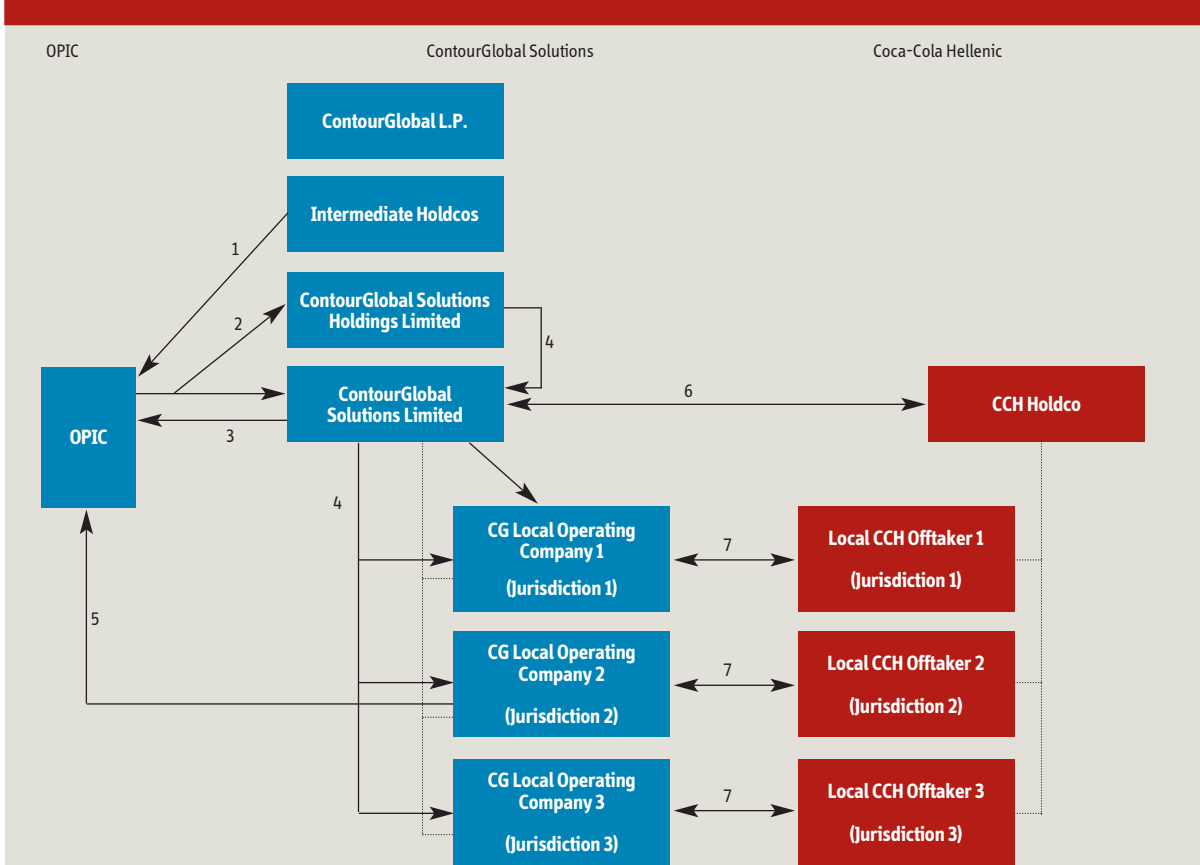 OPIC
ContourGlobal Solutions
Coca-Cola Hellenic
ContourGlobal L.P.
Intermediate Holdcos
1
ContourGlobal Solutions
Holdings Limited
2
4
ContourGlobal
Solutions Limited
6
CCH Holdco
OPIC
3
4
CG Local Operating
Company 1
(Jurisdiction 1)
7
Local CCH Offtaker 1
(Jurisdiction 1)
5
CG Local Operating
Company 2
(Jurisdiction 2)
7
Local CCH Offtaker 2
(Jurisdiction 2)
CG Local Operating
Company 3
(Jurisdiction 3)
7
Local CCH Offtaker 3
(Jurisdiction 3)